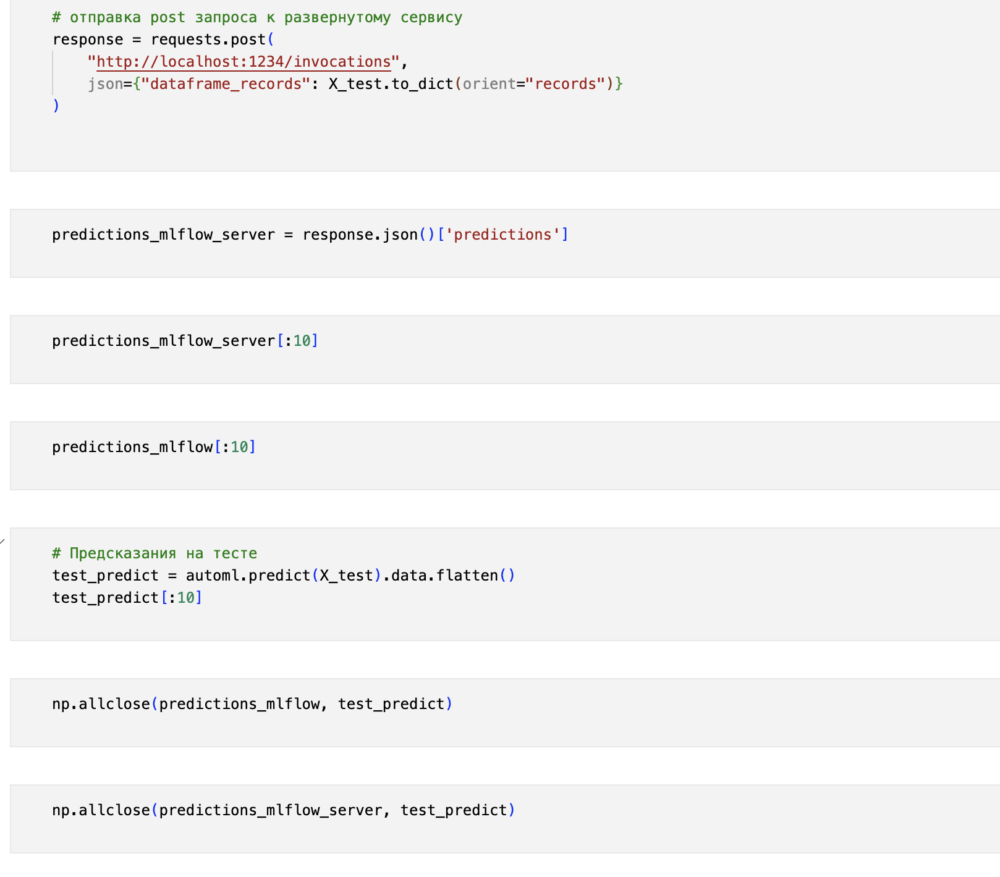 # отправка post запроса к развернутому сервису
response = requests.post(
"http://localhost:1234/invocations",
json={"dataframe_records": X_test.to_dict(orient="records")}
)
predictions_mlflow_server = response.json()['predictions']
predictions_mlflow_server[:10]
predictions_mlflow[:10]
# Предсказания на тесте
test_predict = automl.predict(X_test).data.flatten()
test_predict[:10]
np.allclose(predictions_mlflow, test_predict)
np.allclose(predictions_mlflow_server, test_predict)